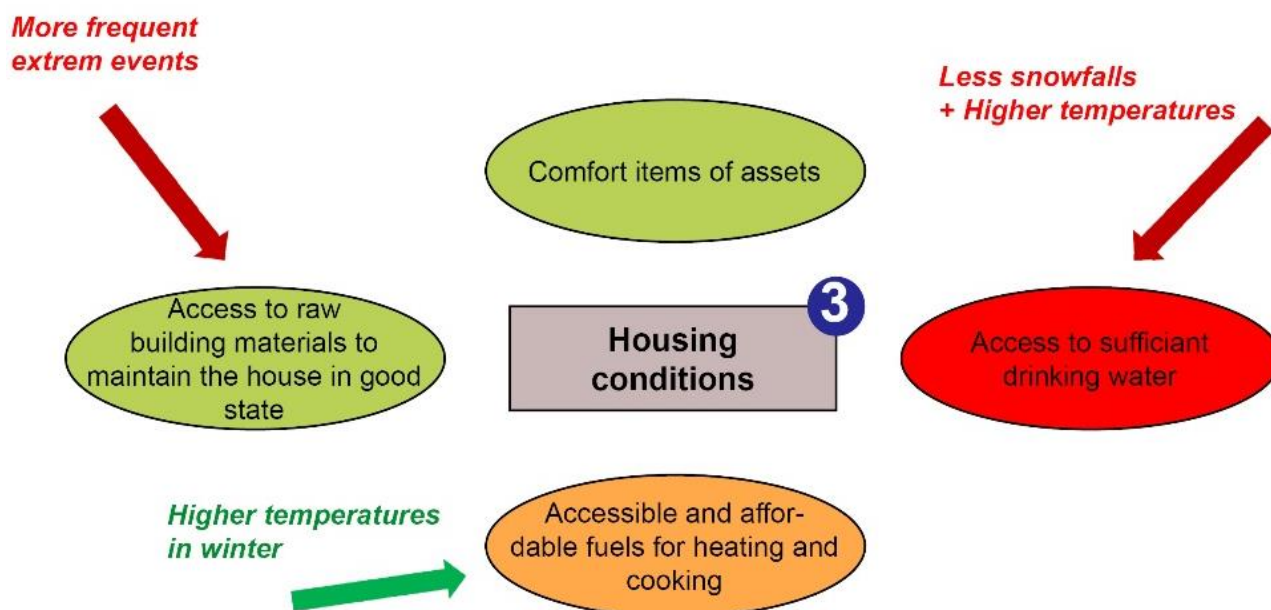 More frequent
extrem events
Less snowfalls
+ Higher temperatures
Comfort items of assets
Access to raw
building materials to
maintain the house in good
state
3
Housing
conditions
Access to sufficiant
drinking water
Higher temperatures
in winter
Accessible and affor-
dable fuels for heating and
cooking